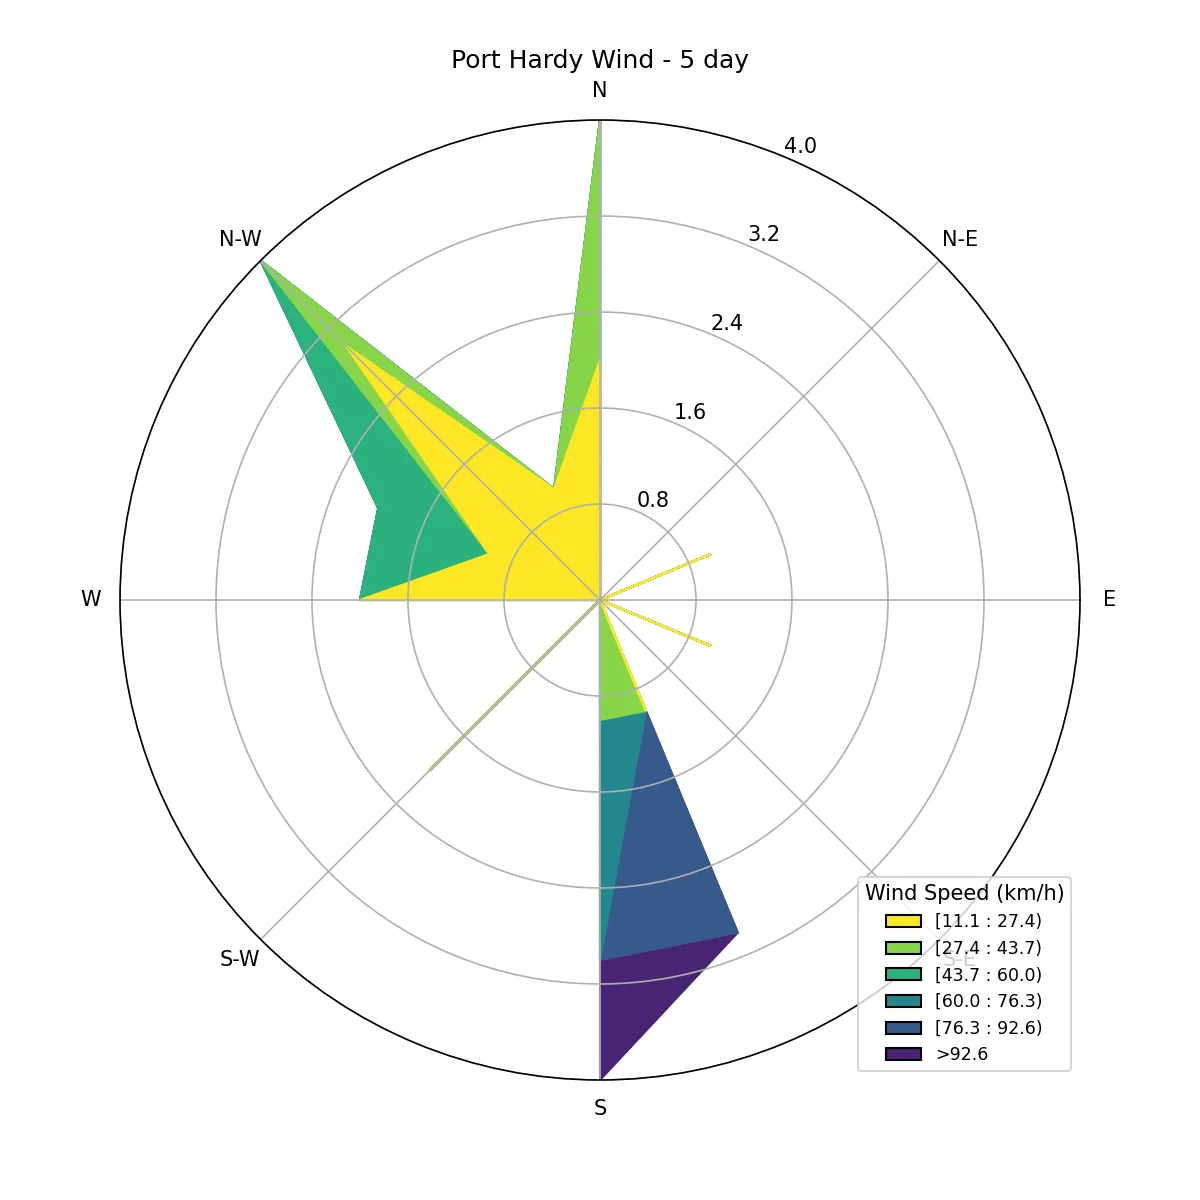 Port Hardy Wind - 5 day
N
4.0
N-W
N-E
3.2
2.4
1.6
0.8
W
E
Wind Speed (km/h)
[11.1 : 27.4)
[27.4 : 43.7)
S-W
S-E
[43.7 : 60.0)
[60.0 : 76.3)
[76.3 : 92.6)
>92.6
S